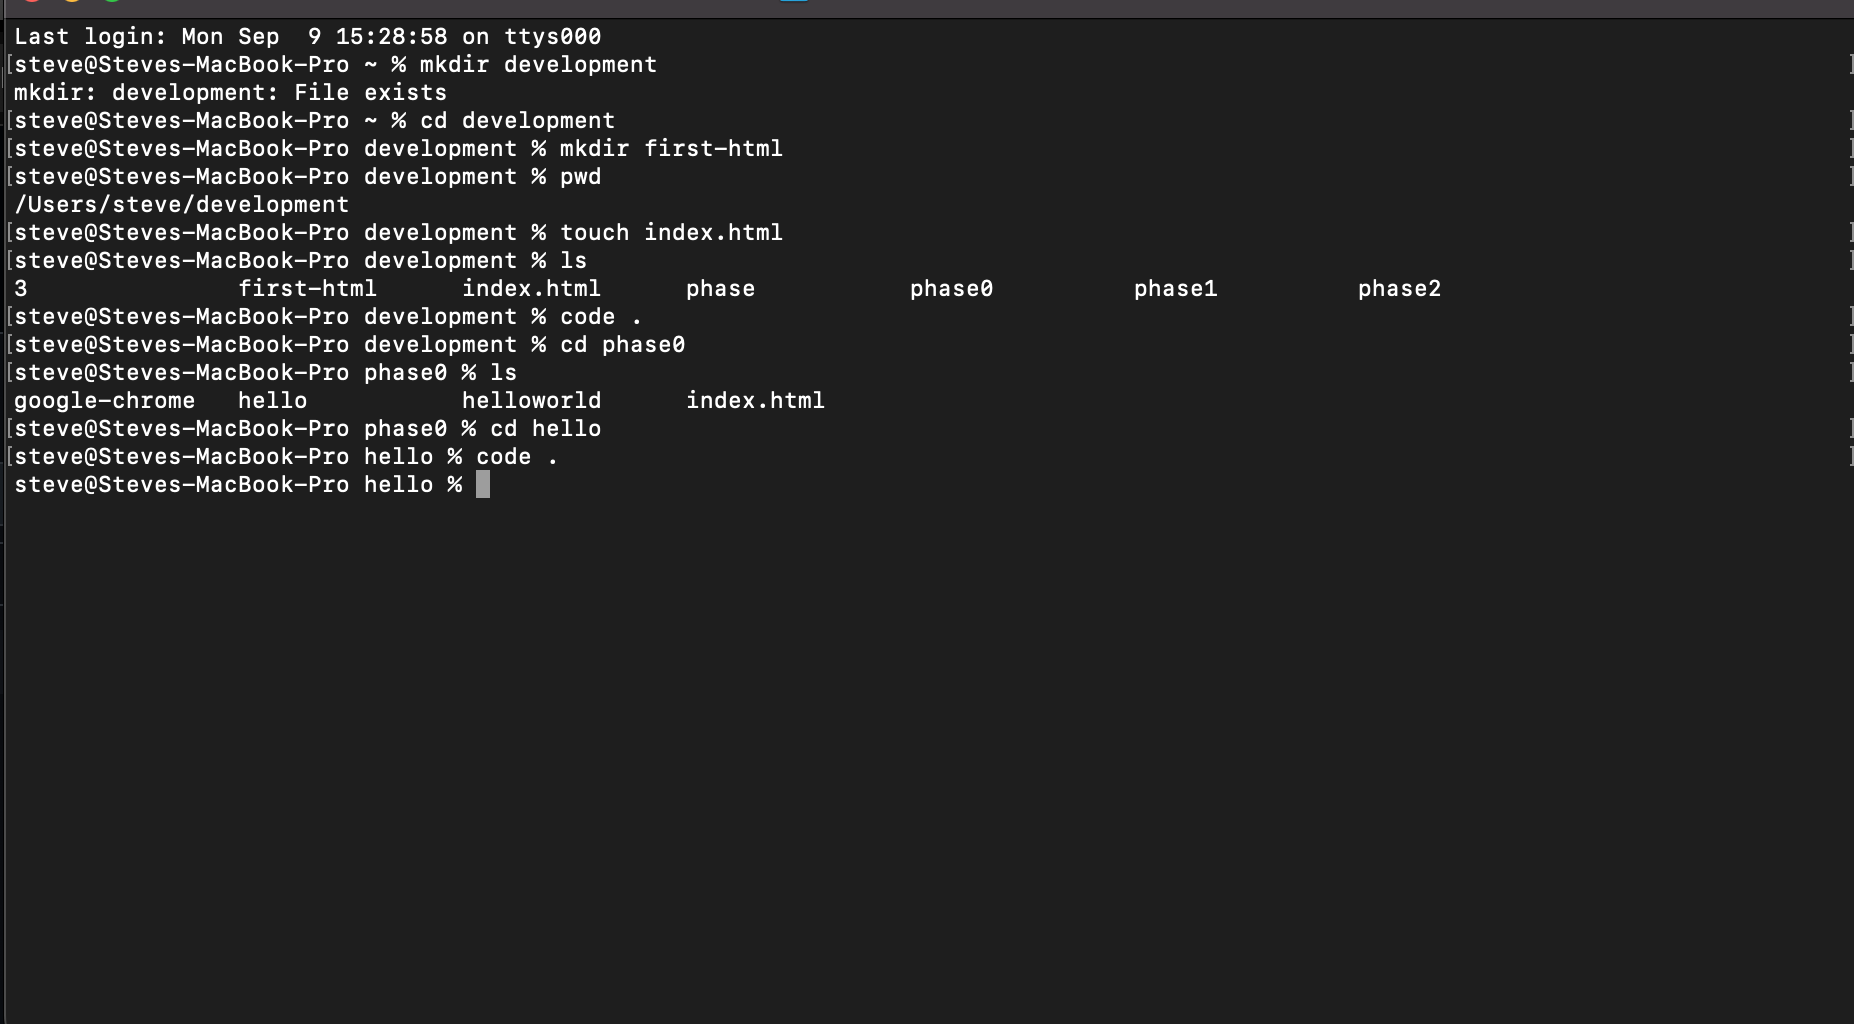 Last login: Mon Sep  9 15:28:58 on ttys000
[steve@Steves-MacBook-Pro ~ % mkdir development ]
mkdir: development: File exists
[steve@Steves-MacBook-Pro ~ % cd development ]
[steve@Steves-MacBook-Pro development % mkdir first-html ]
[steve@Steves-MacBook-Pro development % pwd ]
/Users/steve/development
[steve@Steves-MacBook-Pro development % touch index.html ]
[steve@Steves-MacBook-Pro development % ls ]
3               first-html      index.html      phase           phase0          phase1          phase2
[steve@Steves-MacBook-Pro development % code . ]
[steve@Steves-MacBook-Pro development % cd phase0 ]
[steve@Steves-MacBook-Pro phase0 % ls ]
google-chrome   hello           helloworld      index.html
[steve@Steves-MacBook-Pro phase0 % cd hello ]
[steve@Steves-MacBook-Pro hello % code . ]
steve@Steves-MacBook-Pro hello %